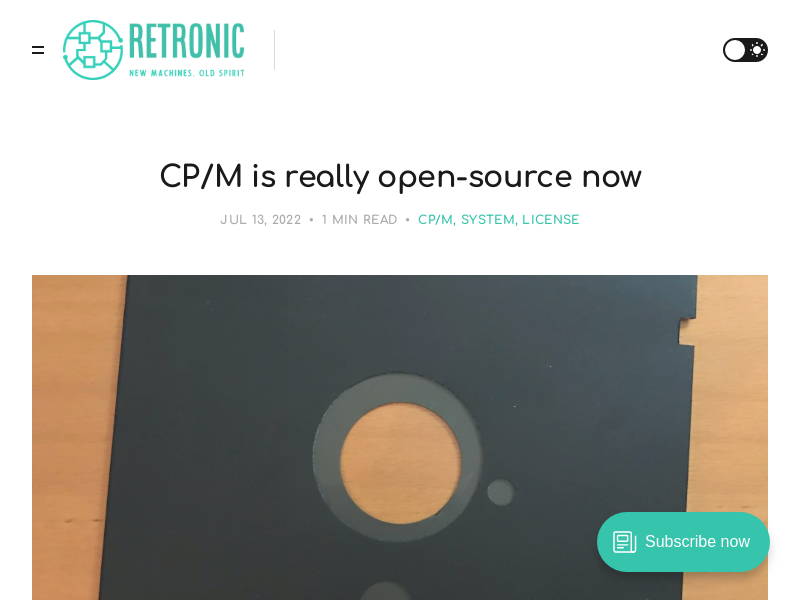 RETRONIC
NEW MACHINES. OLD SPIRIT
CP/M is really open-source now
JUL 13, 2022 • 1 MIN READ • CP/M, SYSTEM, LICENSE
Subscribe now